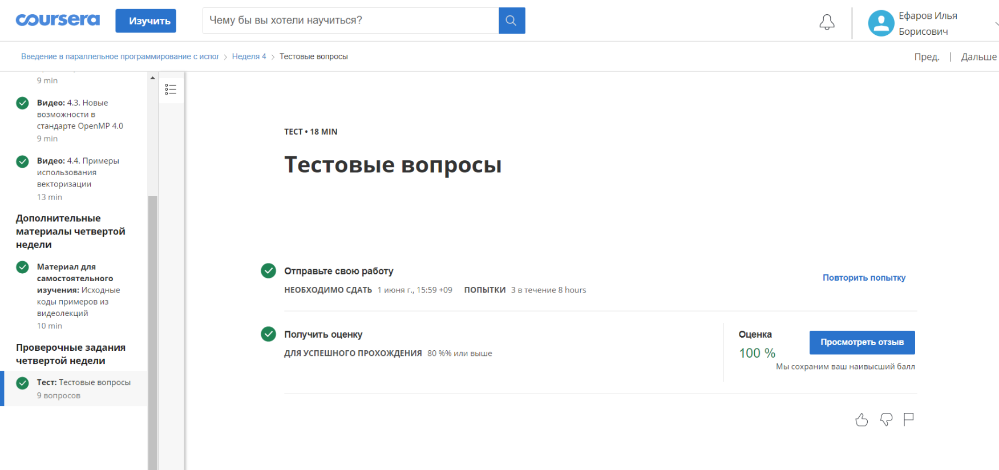 coursera
Изучить
Чему бы вы хотели научиться?
Ефаров Илья
Борисович
Введение в параллельное программирование с испог > Неделя 4 > Тестовые вопросы
Пред. | Дальше
9 min
Видео: 4.3. Новые
возможности в
стандарте OpenMP 4.0
9 min
Видео: 4.4. Примеры
использования
векторизации
13 min
Дополнительные
материалы четвертой
недели
Материал для
самостоятельного
изучения: Исходные
коды примеров из
видеолекций
10 min
Проверочные задания
четвертой недели
Тест: Тестовые вопросы
9 вопросов
ТЕСТ • 18 MIN
Тестовые вопросы
Отправьте свою работу
НЕОБХОДИМО СДАТЬ 1 июня г., 15:59 +09 ПОПЫТКИ 3 в течение 8 hours
Повторить попытку
Получить оценку
ДЛЯ УСПЕШНОГО ПРОХОЖДЕНИЯ 80 %% или выше
Оценка
100 %
Просмотреть отзыв
Мы сохраним ваш наивысший балл